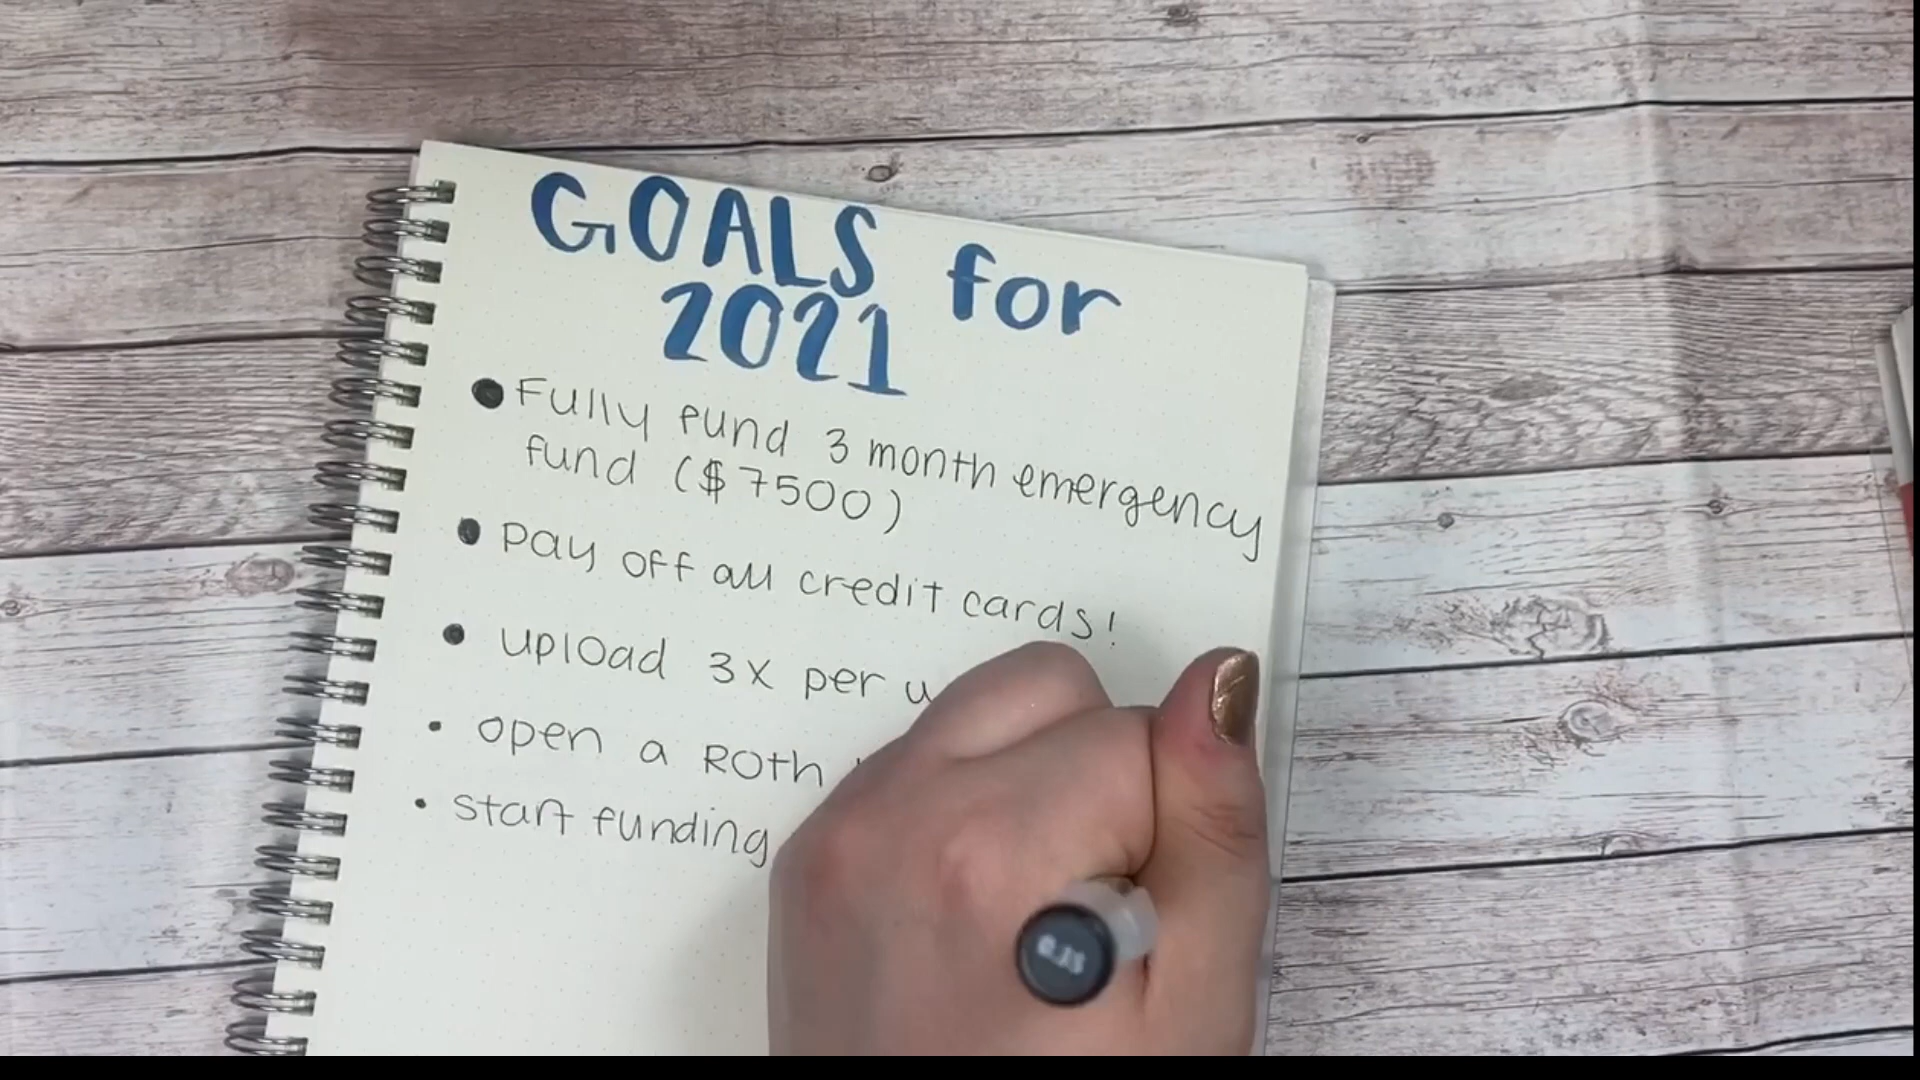 GOALS for
2021
• Fully fund 3 month emergency
fund ($7500)
• pay off all credit cards!
• upload 3x per
• open a ROth
• start funding